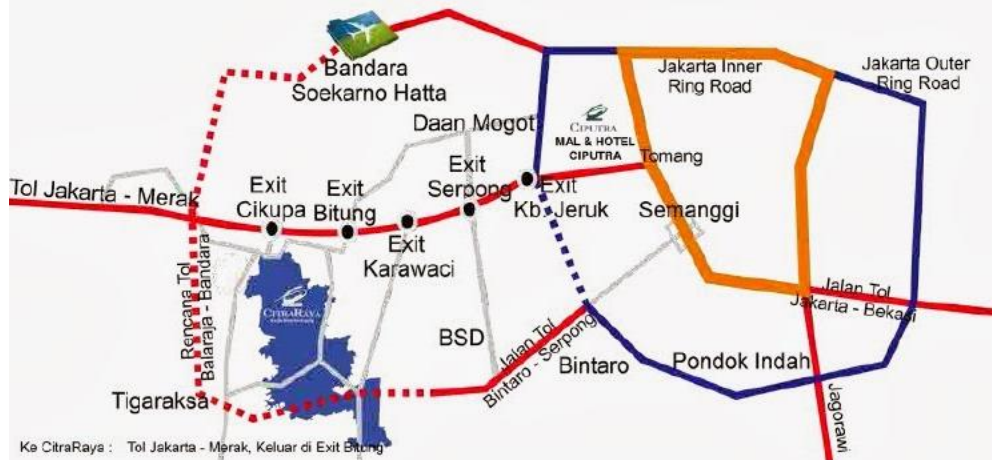 Bandara
Soekarno Hatta
Jakarta Inner
Ring Road
Jakarta Outer
Ring Road
Daan Mogot
CIPUTRA
MAL & HOTEL
CIPUTRA
Tomang
Exit
Serpong
Exit
Kb. Jeruk
Semanggi
Tol Jakarta - Merak
Exit
Cikupa
Exit
Bitung
Exit
Karawaci
CITRARAYA
Rencana Tol
Balaraja - Bandara
BSD
Jalan Tol
Bintaro - Serpong
Bintaro
Pondok Indah
Jalan Tol
Jakarta - Bekasi
Jagorawi
Tigaraksa
Ke CitraRaya : Tol Jakarta - Merak, Keluar di Exit Bitung